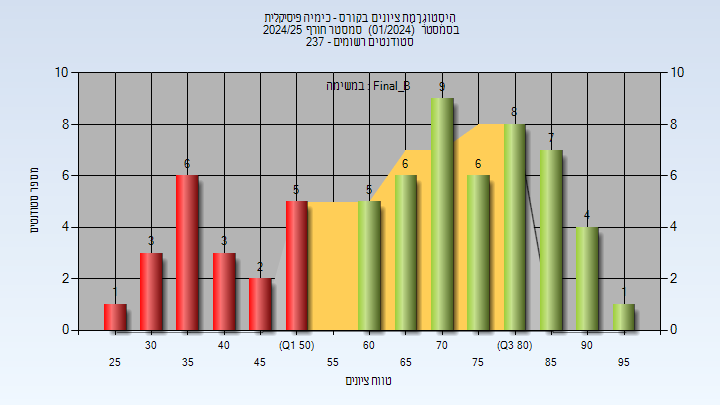 היסטוגרמת ציונים בקורס - כימיה פיסיקלית
בסמסטר (01/2024) סמסטר חורף 2024/25
סטודנטים רשומים - 237
במשימה : Final_B
מספר סטודנטים
10 10
8 8
6 6
4 4
2 2
0 0
1 3 6 3 2 5 5 6 9 6 8 7 4 1
30 40 (Q1 50) 60 70 (Q3 80) 90
25 35 45 55 65 75 85 95
טווח ציונים